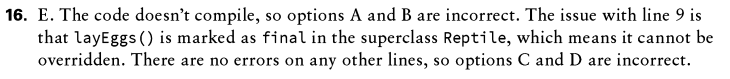 16. E. The code doesn’t compile, so options A and B are incorrect. The issue with line 9 is
that layEggs() is marked as final in the superclass Reptile, which means it cannot be
overridden. There are no errors on any other lines, so options C and D are incorrect.